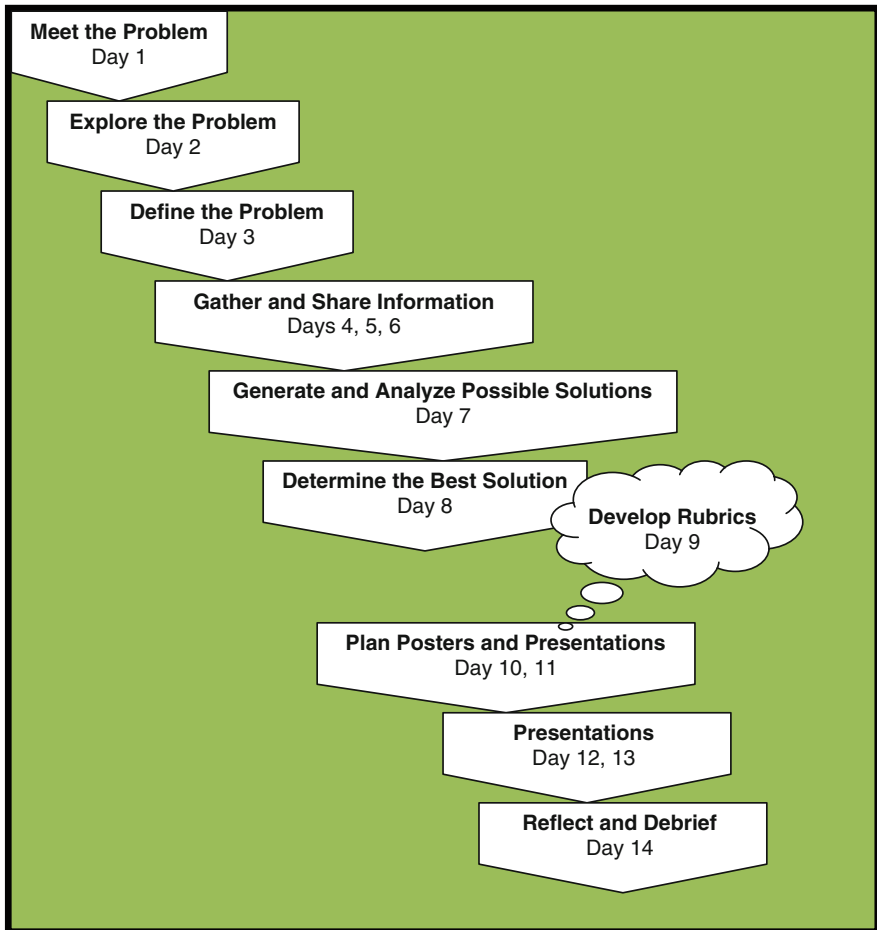 Meet the Problem
Day 1
Explore the Problem
Day 2
Define the Problem
Day 3
Gather and Share Information
Days 4, 5, 6
Generate and Analyze Possible Solutions
Day 7
Determine the Best Solution
Day 8
Develop Rubrics
Day 9
Plan Posters and Presentations
Day 10, 11
Presentations
Day 12, 13
Reflect and Debrief
Day 14